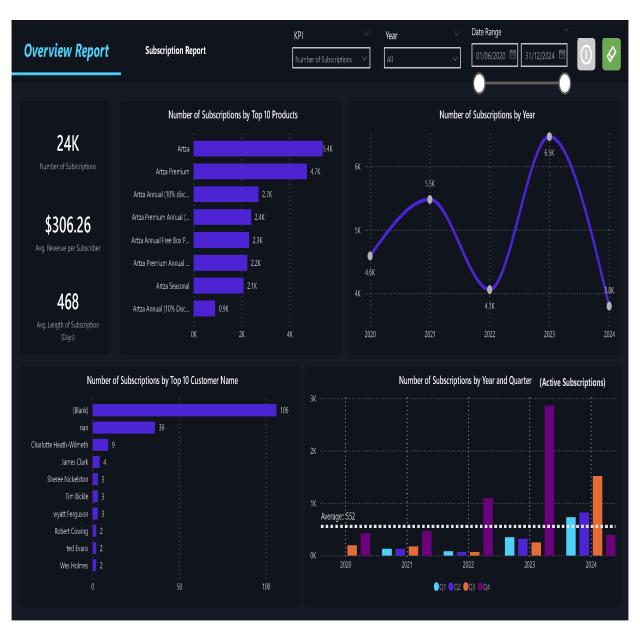 Overview Report
Subscription Report
KPI
Number of Subscriptions
Year
All
Date Range
01/06/2020
31/12/2024
24K
Number of Subscriptions
$306.26
Avg. Revenue per Subscriber
468
Avg. Length of Subscription
(Days)
Number of Subscriptions by Top 10 Products
Artza
5.4K
Artza Premium
4.7K
Artza Annual (10% disc...
2.7K
Artza Premium Annual (...
2.4K
Artza Annual Free Box P...
2.3K
Artza Premium Annual ...
2.2K
Artza Seasonal
2.1K
Artza Annual (10% Disc...
0.9K
0K
2K
4K
Number of Subscriptions by Year
6K
5K
4K
4.6K
5.5K
4.1K
6.5K
3.8K
2020
2021
2022
2023
2024
Number of Subscriptions by Top 10 Customer Name
(Blank)
106
nan
36
Charlotte Heath-Wilmeth
9
James Clark
4
Sheree Nickelston
3
Tim Bickle
3
wyatt Ferguson
3
Robert Cowing
2
ted Evans
2
Wes Holmes
2
0
50
100
Number of Subscriptions by Year and Quarter
(Active Subscriptions)
3K
2K
1K
0K
Average: 552
2020
2021
2022
2023
2024
Q1
Q2
Q3
Q4